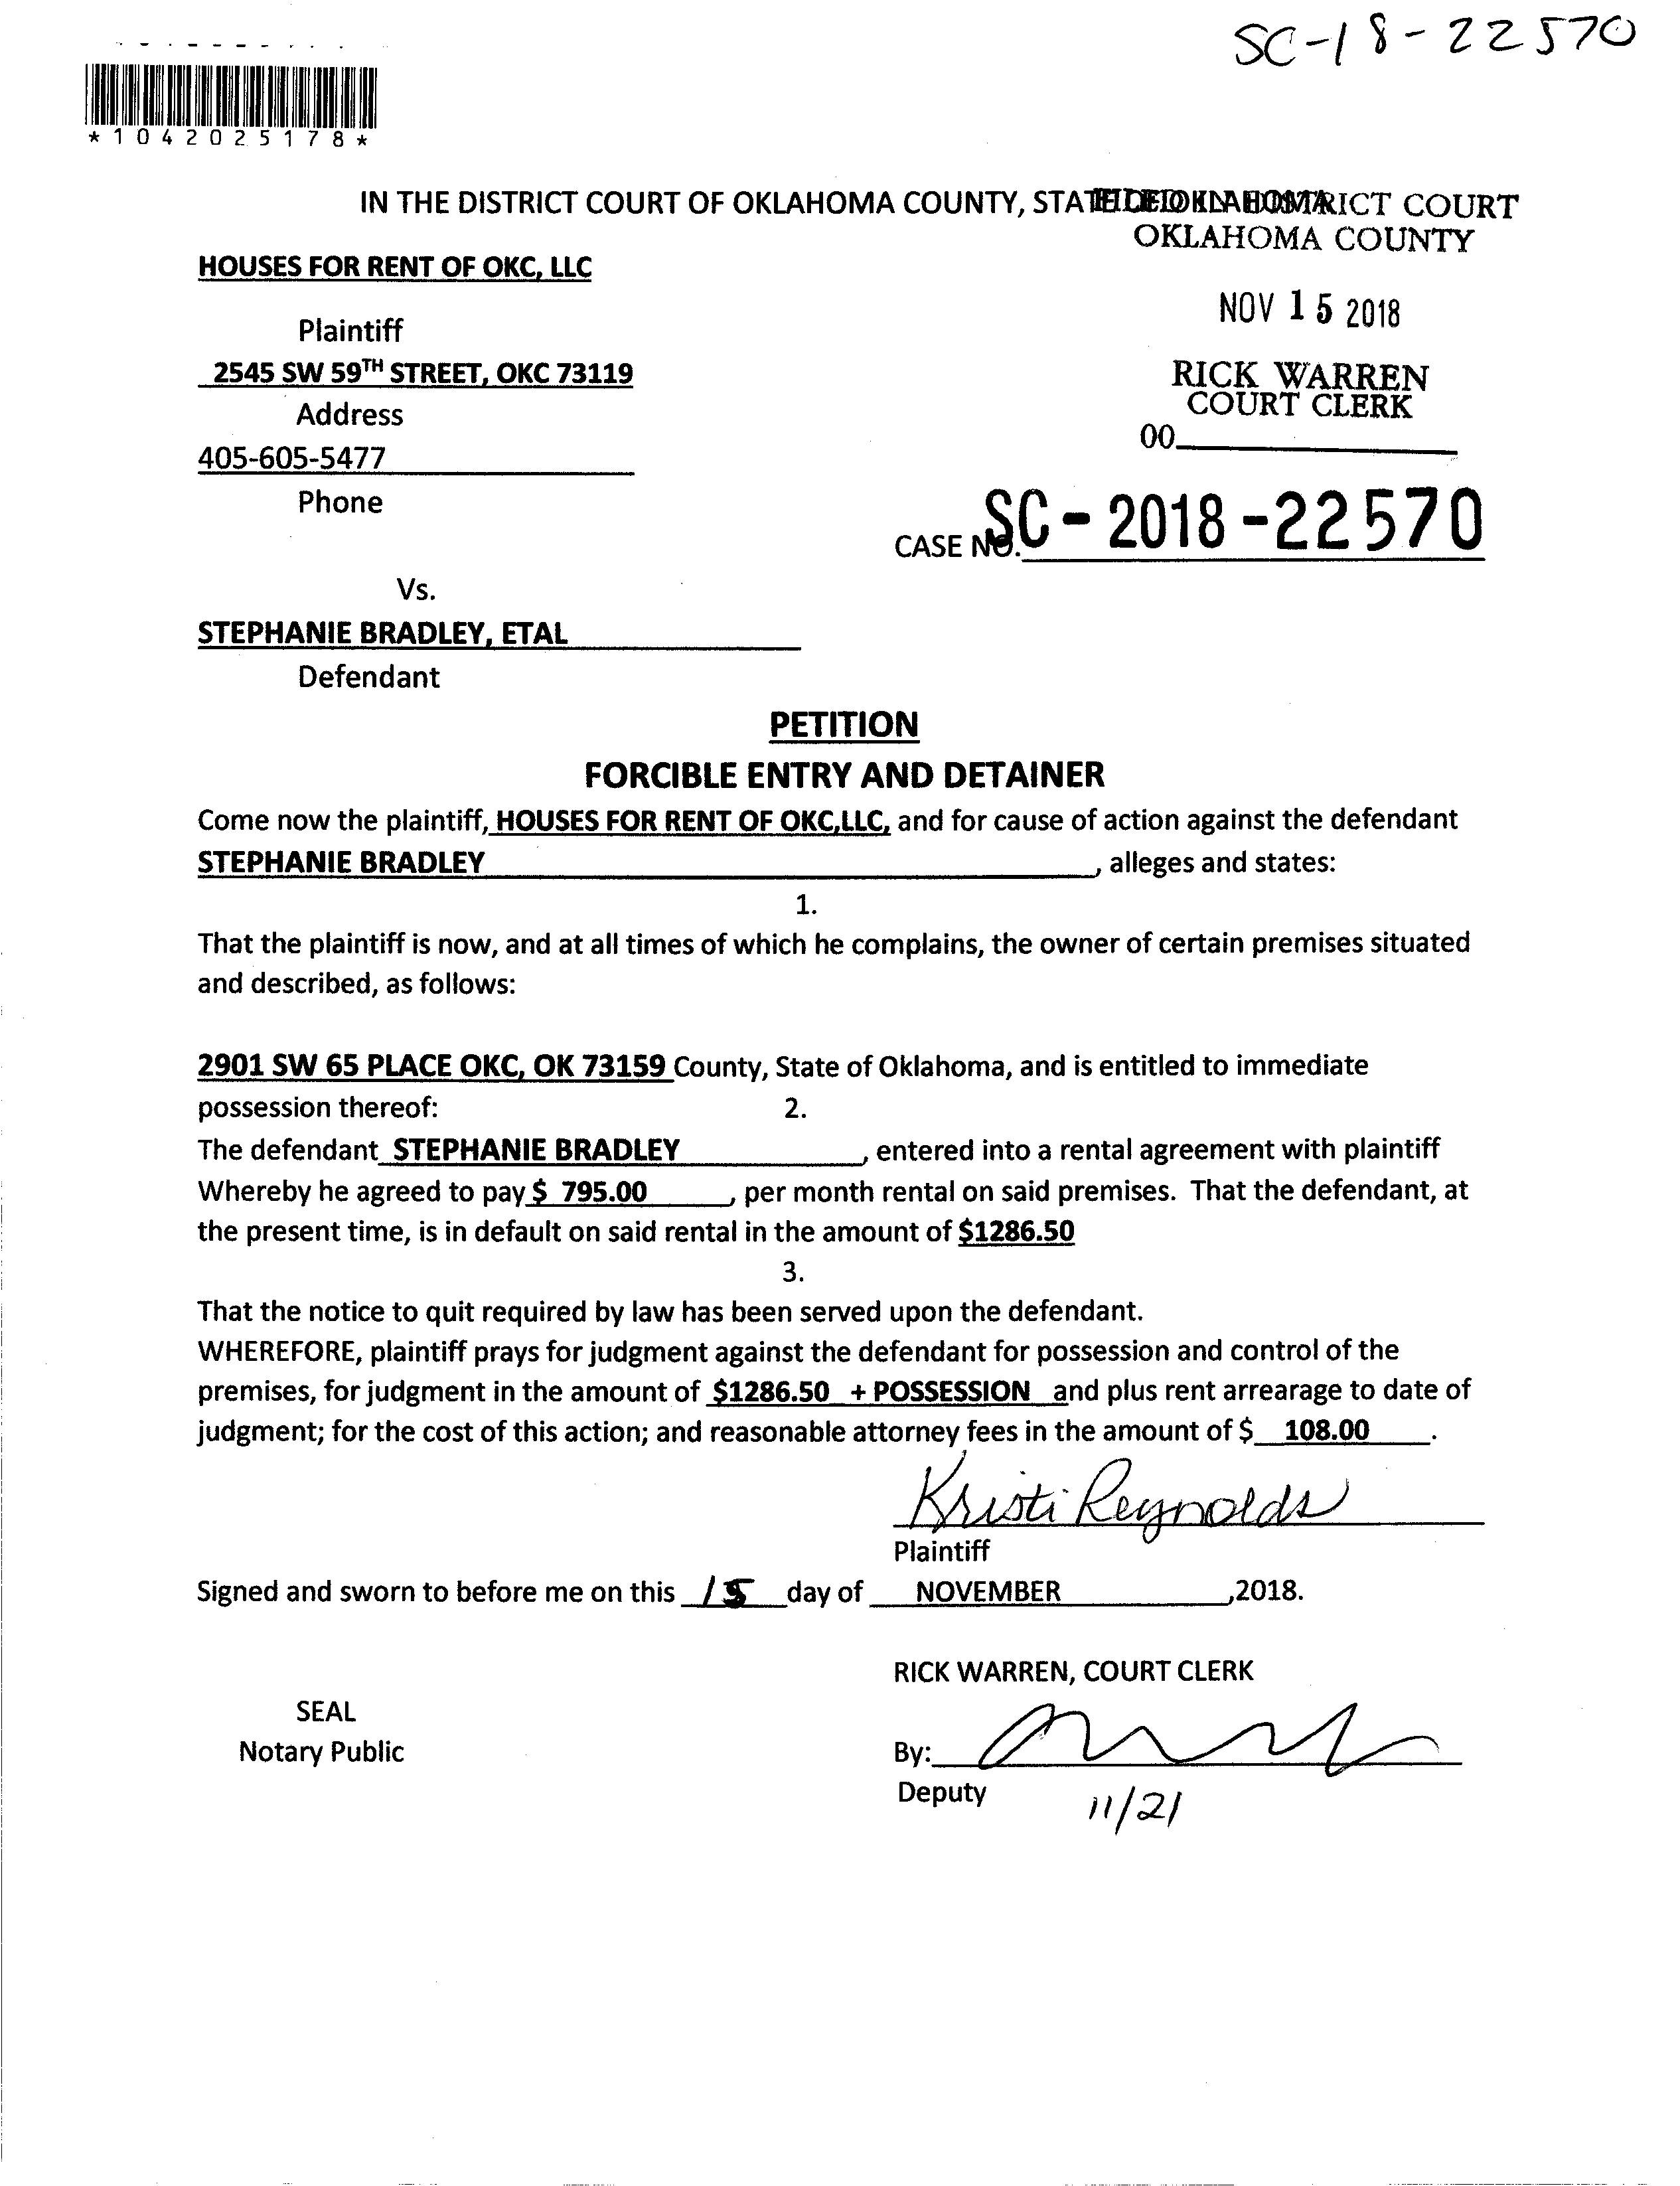 SC-18-22570
*1042025178*
IN THE DISTRICT COURT OF OKLAHOMA COUNTY, STATE OF OKLAHOMA
FILED IN DISTRICT COURT
OKLAHOMA COUNTY
HOUSES FOR RENT OF OKC, LLC
NOV 15 2018
Plaintiff
2545 SW 59TH STREET, OKC 73119
RICK WARREN
COURT CLERK
Address
00
405-605-5477
Phone
CASE NO. SC-2018-22570
Vs.
STEPHANIE BRADLEY, ETAL
Defendant
PETITION
FORCIBLE ENTRY AND DETAINER
Come now the plaintiff, HOUSES FOR RENT OF OKC,LLC, and for cause of action against the defendant
STEPHANIE BRADLEY, alleges and states:
1.
That the plaintiff is now, and at all times of which he complains, the owner of certain premises situated
and described, as follows:
2901 SW 65 PLACE OKC, OK 73159 County, State of Oklahoma, and is entitled to immediate
possession thereof: 2.
The defendant STEPHANIE BRADLEY, entered into a rental agreement with plaintiff
Whereby he agreed to pay $ 795.00, per month rental on said premises. That the defendant, at
the present time, is in default on said rental in the amount of $1286.50
3.
That the notice to quit required by law has been served upon the defendant.
WHEREFORE, plaintiff prays for judgment against the defendant for possession and control of the
premises, for judgment in the amount of $1286.50 + POSSESSION and plus rent arrearage to date of
judgment; for the cost of this action; and reasonable attorney fees in the amount of $ 108.00.
Kristi Reynolds
Plaintiff
Signed and sworn to before me on this 15 day of NOVEMBER,2018.
RICK WARREN, COURT CLERK
SEAL
Notary Public
By:
Deputy
11/21